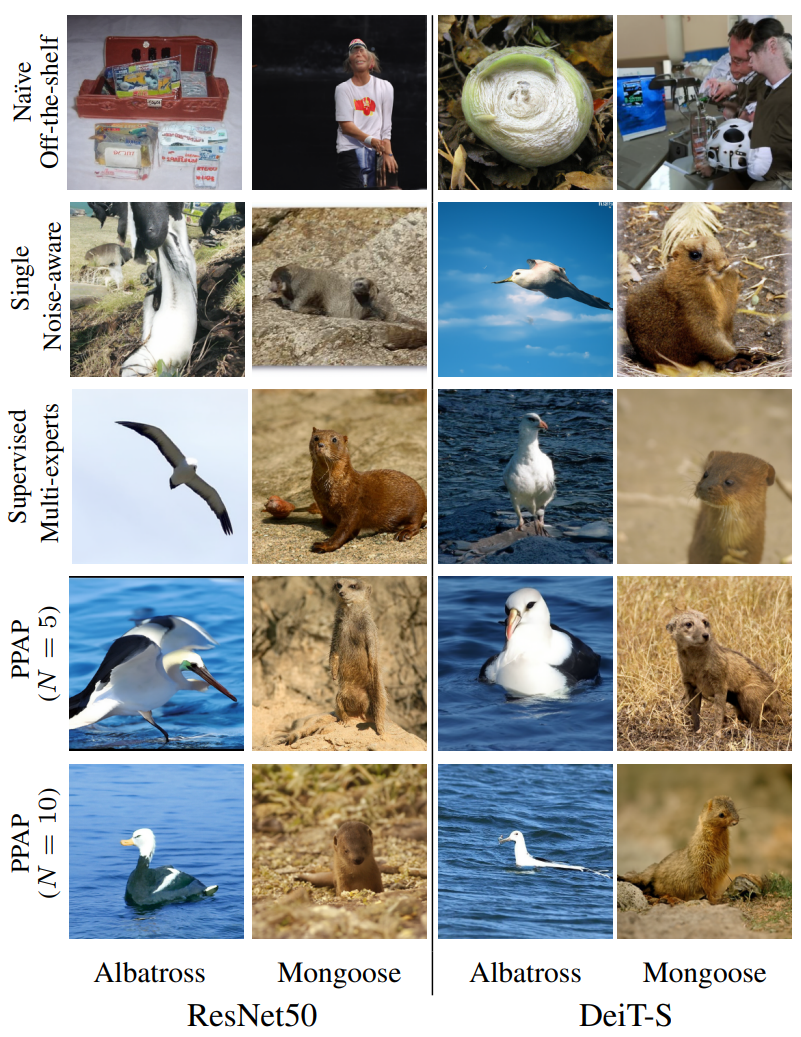 Naïve
Off-the-shelf
Single
Noise-aware
Supervised
Multi-experts
PPAP
(N = 5)
PPAP
(N = 10)
Albatross
Mongoose
Albatross
Mongoose
ResNet50
DeiT-S